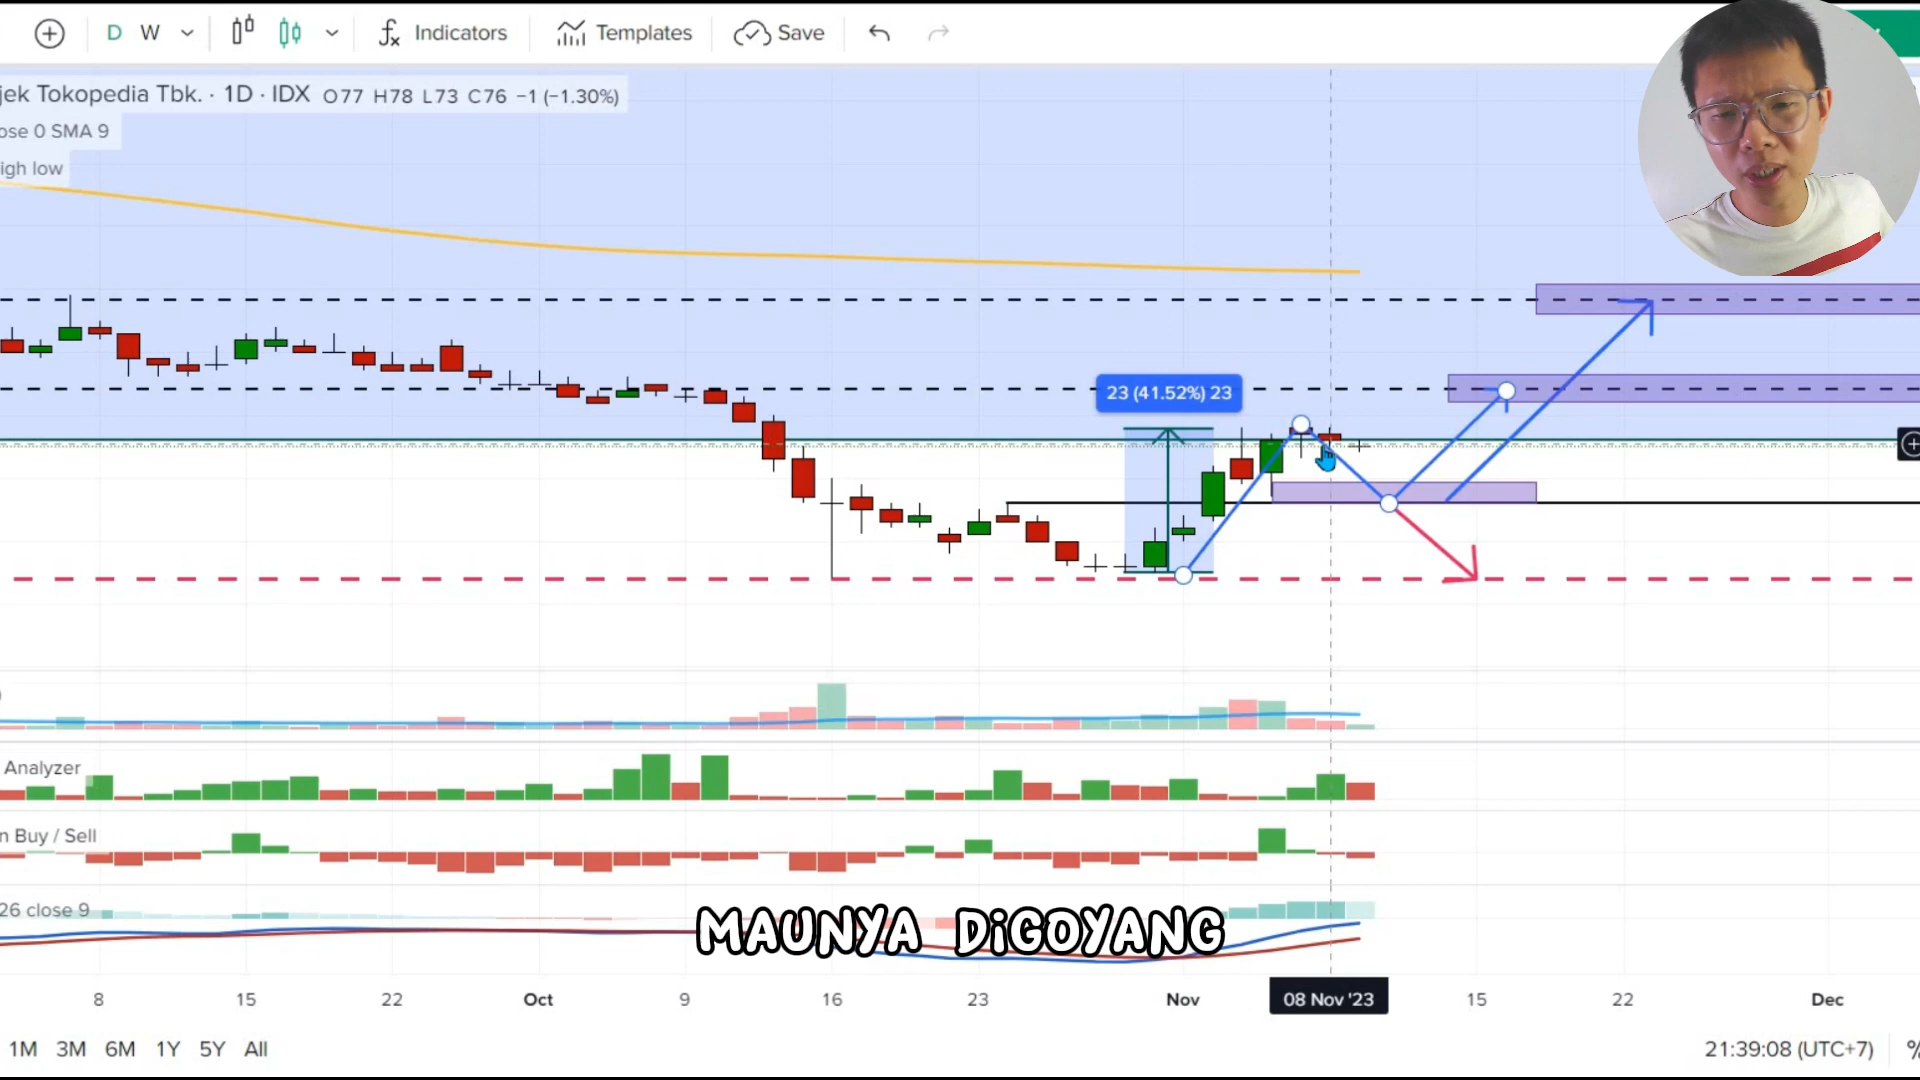 D W Indicators Templates Save
jek Tokopedia Tbk. · 1D · IDX O77 H78 L73 C76 −1 (−1.30%)
ose 0 SMA 9
igh low
23 (41.52%) 23
Analyzer
n Buy / Sell
26 close 9
MAUNYA DIGOYANG
8 15 22 Oct 9 16 23 Nov 08 Nov '23 15 22 Dec
1M 3M 6M 1Y 5Y All 21:39:08 (UTC+7) %